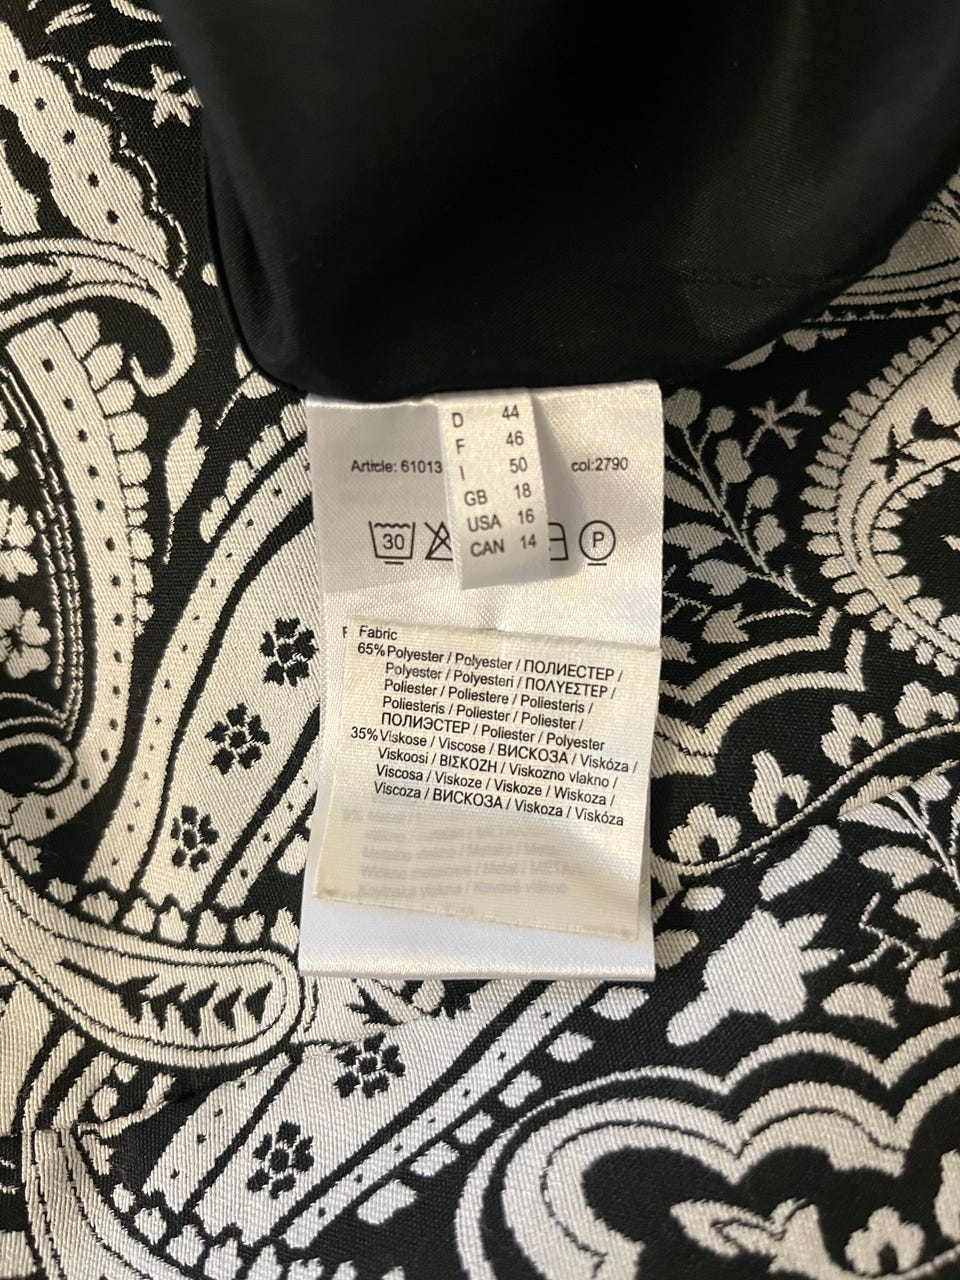 D 44
F 46
I 50
GB 18
USA 16
CAN 14
Article: 61013
col:2790
30
P
Fabric
65%Polyester / Polyester / ПОЛИЕСТЕР /
Polyester / Polyesteri / ΠΟΛΥΕΣΤΕΡ /
Poliester / Poliestere / Poliesteris /
Poliesteris / Poliester / Poliester /
ПОЛИЭСТЕР / Poliester / Polyester
35%Viskose / Viscose / ВИСКОЗА / Viskóza /
Viskoosi / ΒΙΣΚΟΖΗ / Viskozno vlakno /
Viscosa / Viskoze / Viskoze / Wiskoza /
Viscoza / ВИСКОЗА / Viskoza / Viskóza